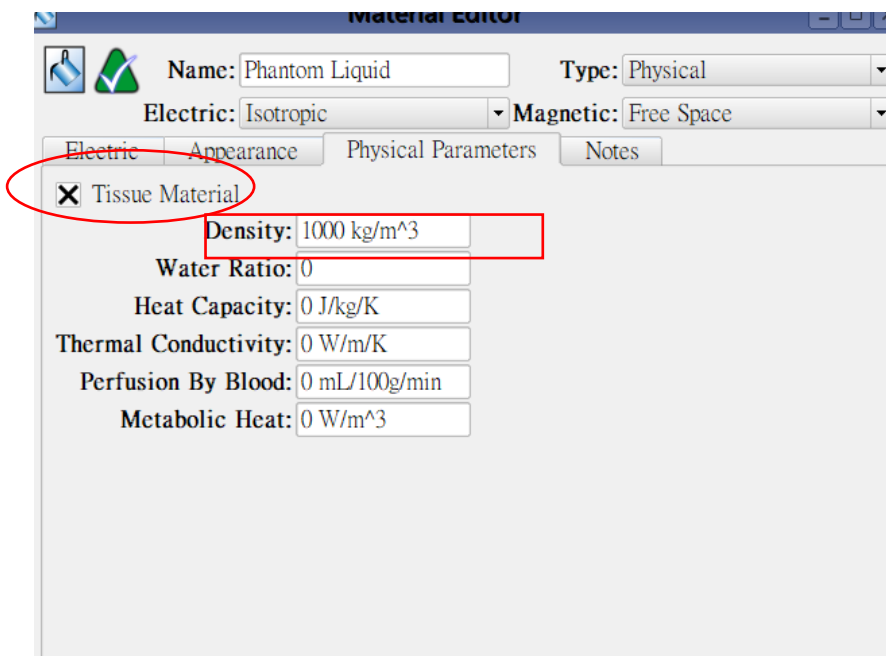 Material Editor
Name: Phantom Liquid Type: Physical
Electric: Isotropic Magnetic: Free Space
Electric Appearance Physical Parameters Notes
Tissue Material
Density: 1000 kg/m^3
Water Ratio: 0
Heat Capacity: 0 J/kg/K
Thermal Conductivity: 0 W/m/K
Perfusion By Blood: 0 mL/100g/min
Metabolic Heat: 0 W/m^3